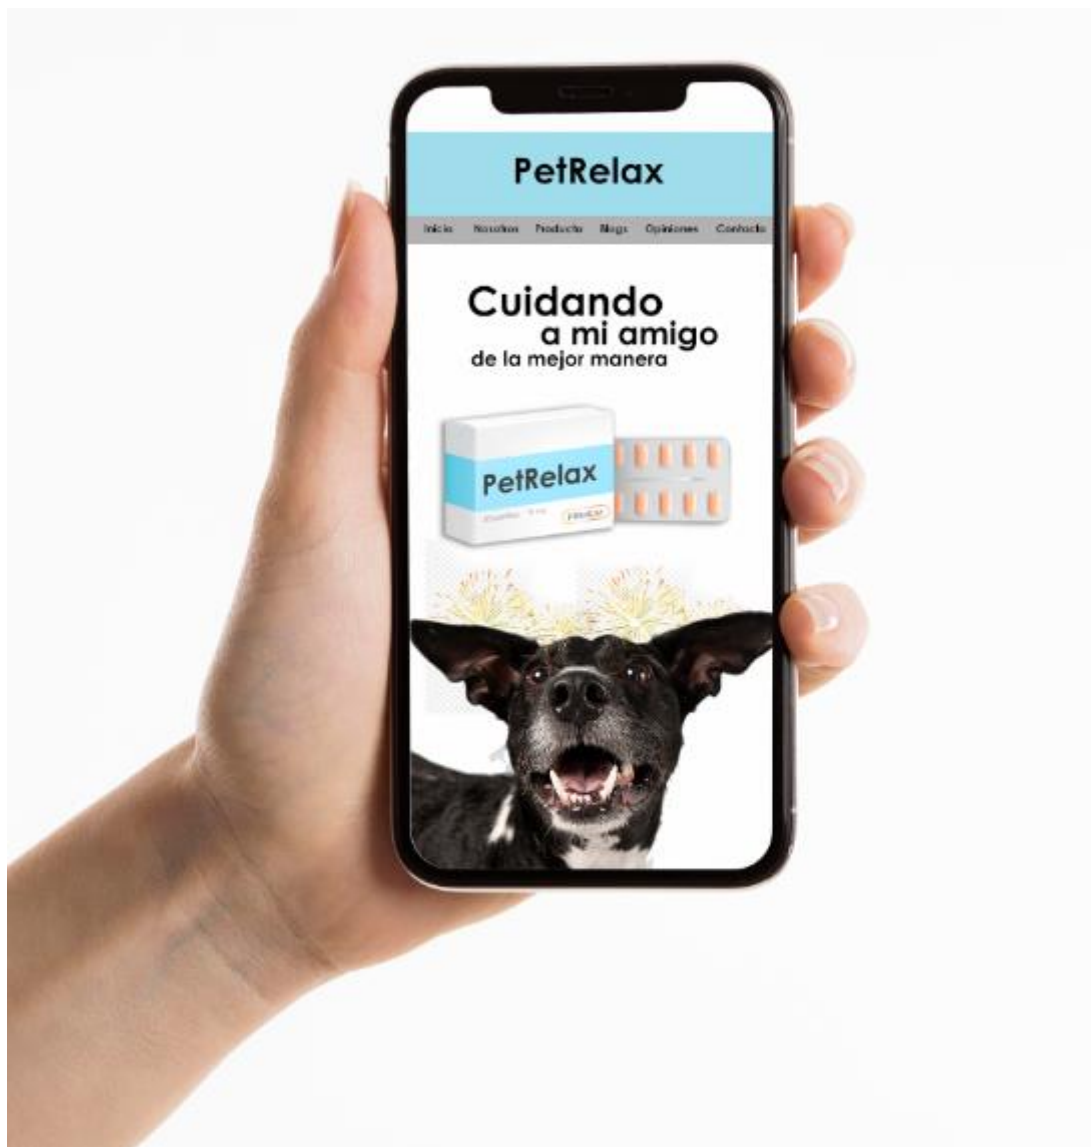 PetRelax
Inicio Nosotros Producto Blogs Opiniones Contacto
Cuidando
a mi amigo
de la mejor manera
PetRelax